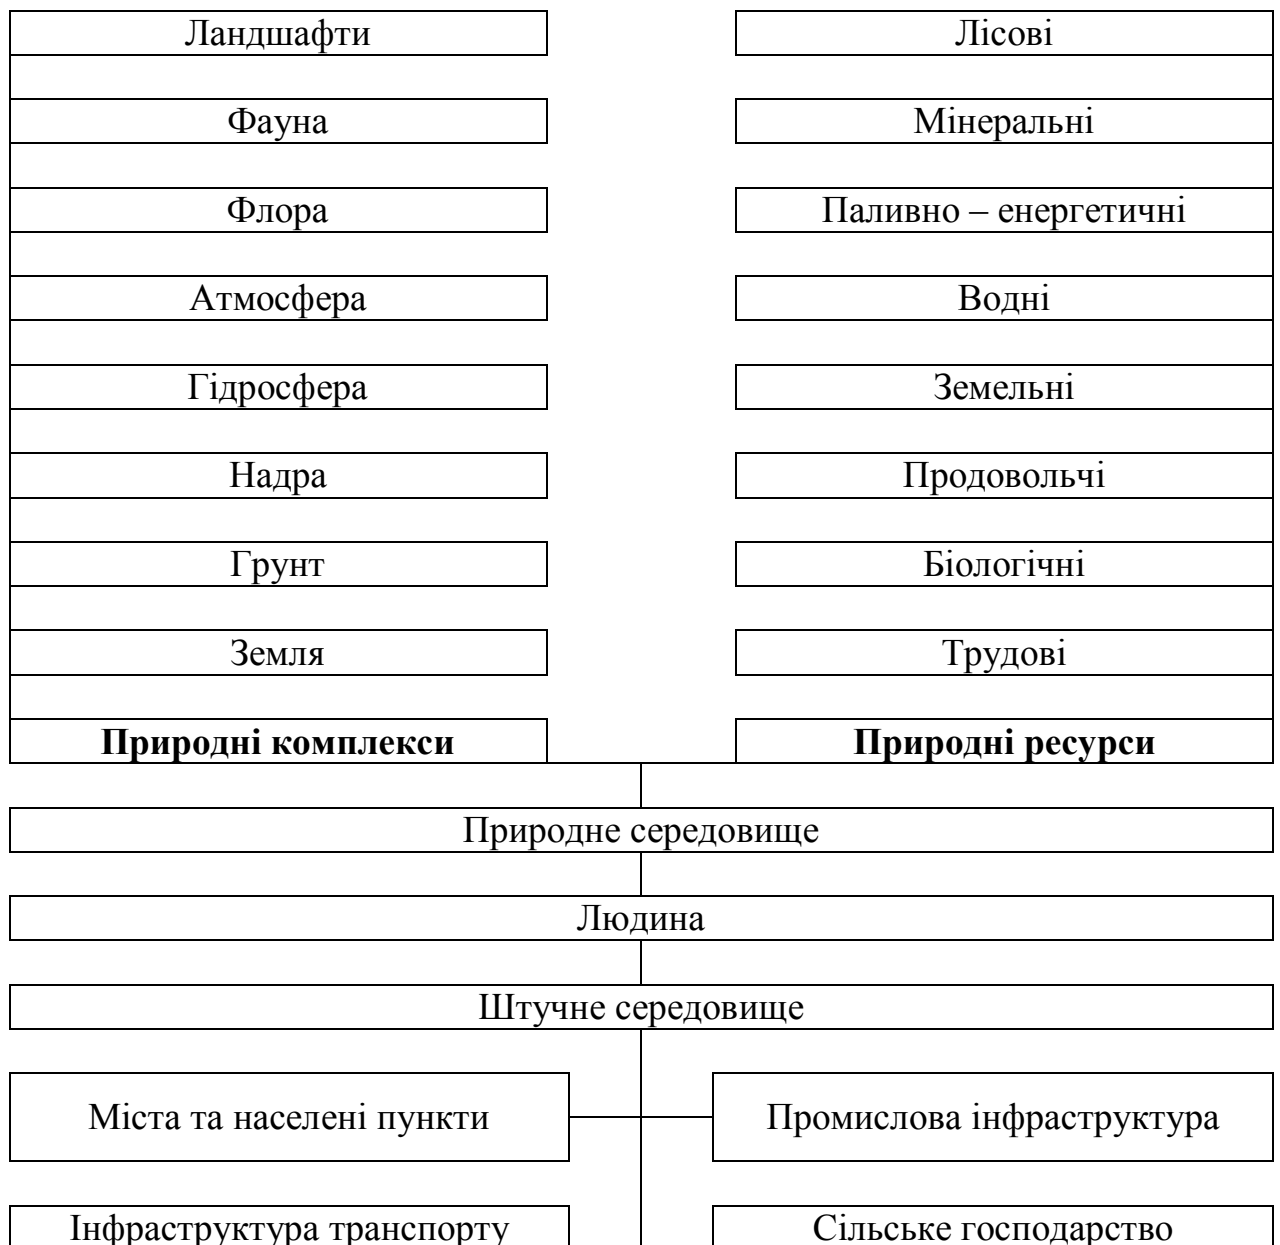 Ландшафти
Лісові
Фауна
Мінеральні
Флора
Паливно – енергетичні
Атмосфера
Водні
Гідросфера
Земельні
Надра
Продовольчі
Грунт
Біологічні
Земля
Трудові
Природні комплекси
Природні ресурси
Природне середовище
Людина
Штучне середовище
Міста та населені пункти
Промислова інфраструктура
Інфраструктура транспорту
Сільське господарство